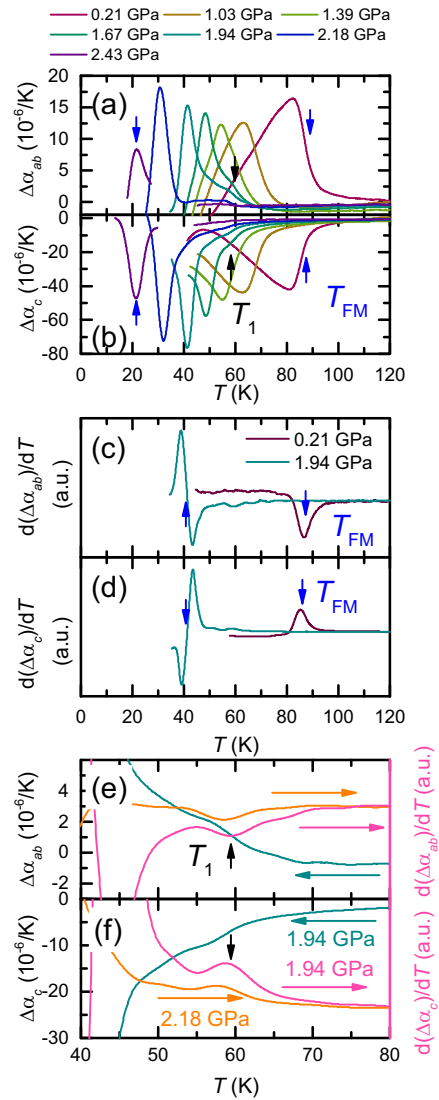 0.21 GPa 1.03 GPa 1.39 GPa
1.67 GPa 1.94 GPa 2.18 GPa
2.43 GPa
(a)
Δα_ab (10⁻⁶/K)
20
15
10
5
0
(b)
Δα_c (10⁻⁶/K)
0
-20
-40
-60
-80
T₁
T_FM
0 20 40 60 80 100 120
T (K)
(c)
0.21 GPa
1.94 GPa
d(Δα_ab)/dT
(a.u.)
T_FM
(d)
T_FM
d(Δα_c)/dT
(a.u.)
0 20 40 60 80 100 120
T (K)
(e)
Δα_ab (10⁻⁶/K)
4
2
0
0
T₁
d(Δα_ab)/dT (a.u.)
(f)
Δα_c (10⁻⁶/K)
-10
-20
-30
1.94 GPa
1.94 GPa
2.18 GPa
d(Δα_c)/dT (a.u.)
40 50 60 70 80
T (K)